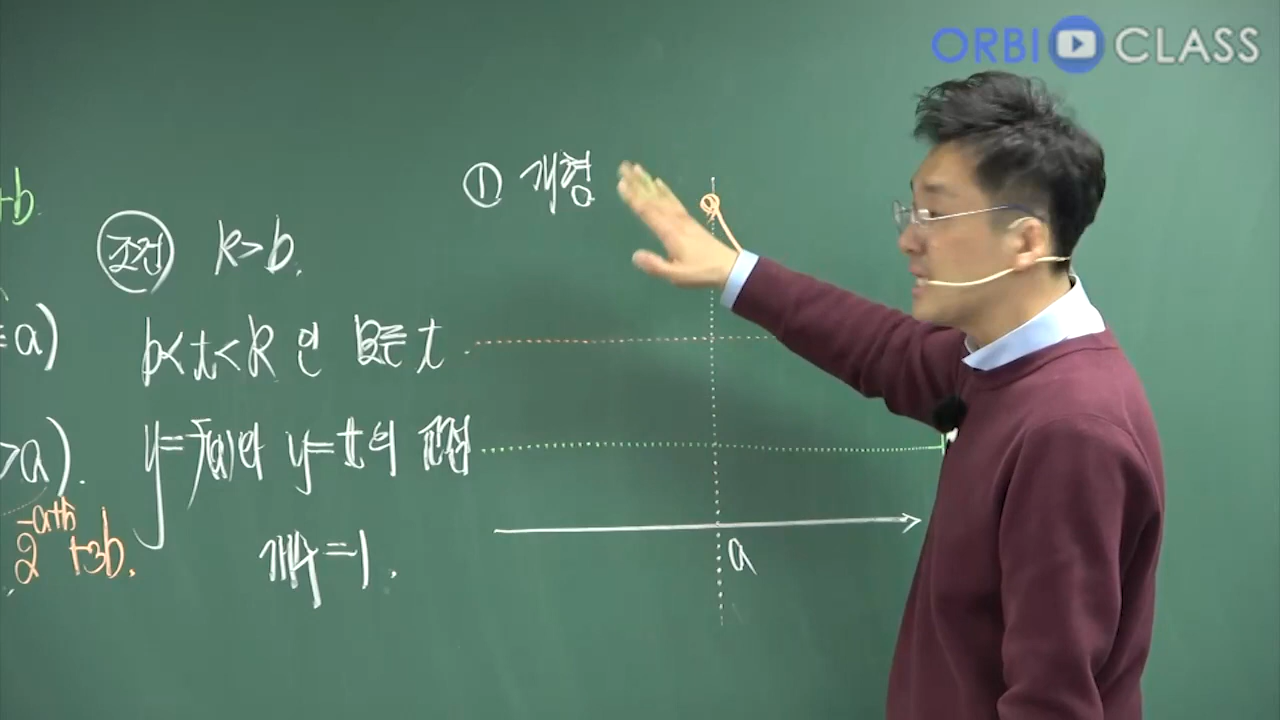 ORBI CLASS
① 개형
+b
조건 k>b.
=a)
b<t<k 인 모든 t
>a).
y=f(x)와 y=t의 교점
2^{-a+b}+3b.
개수=1.
a